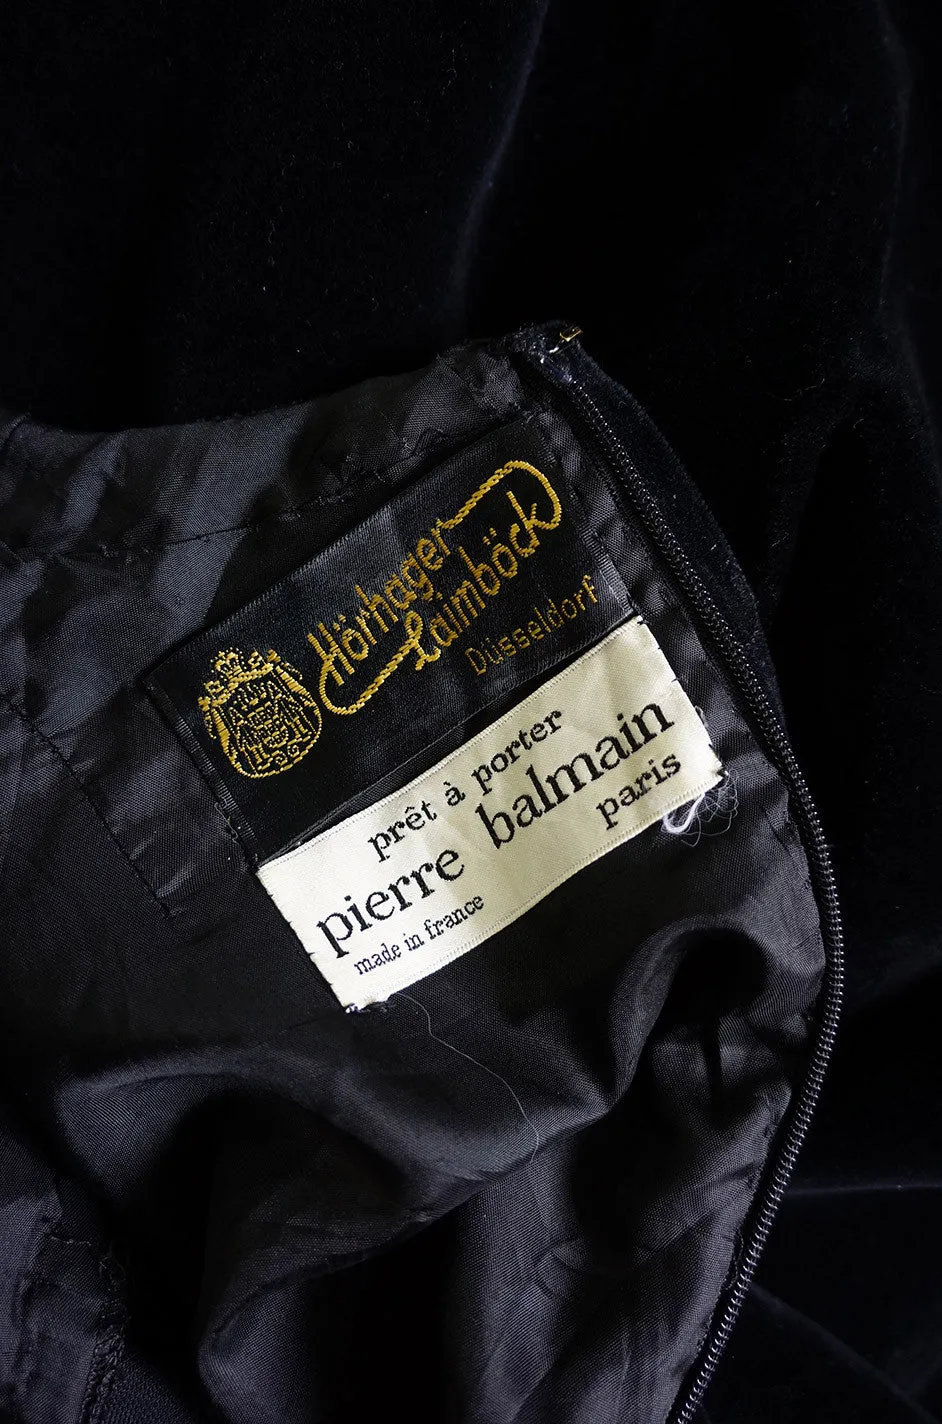 Hörhager
Laimböck
Düsseldorf
prêt à porter
pierre balmain
paris
made in france